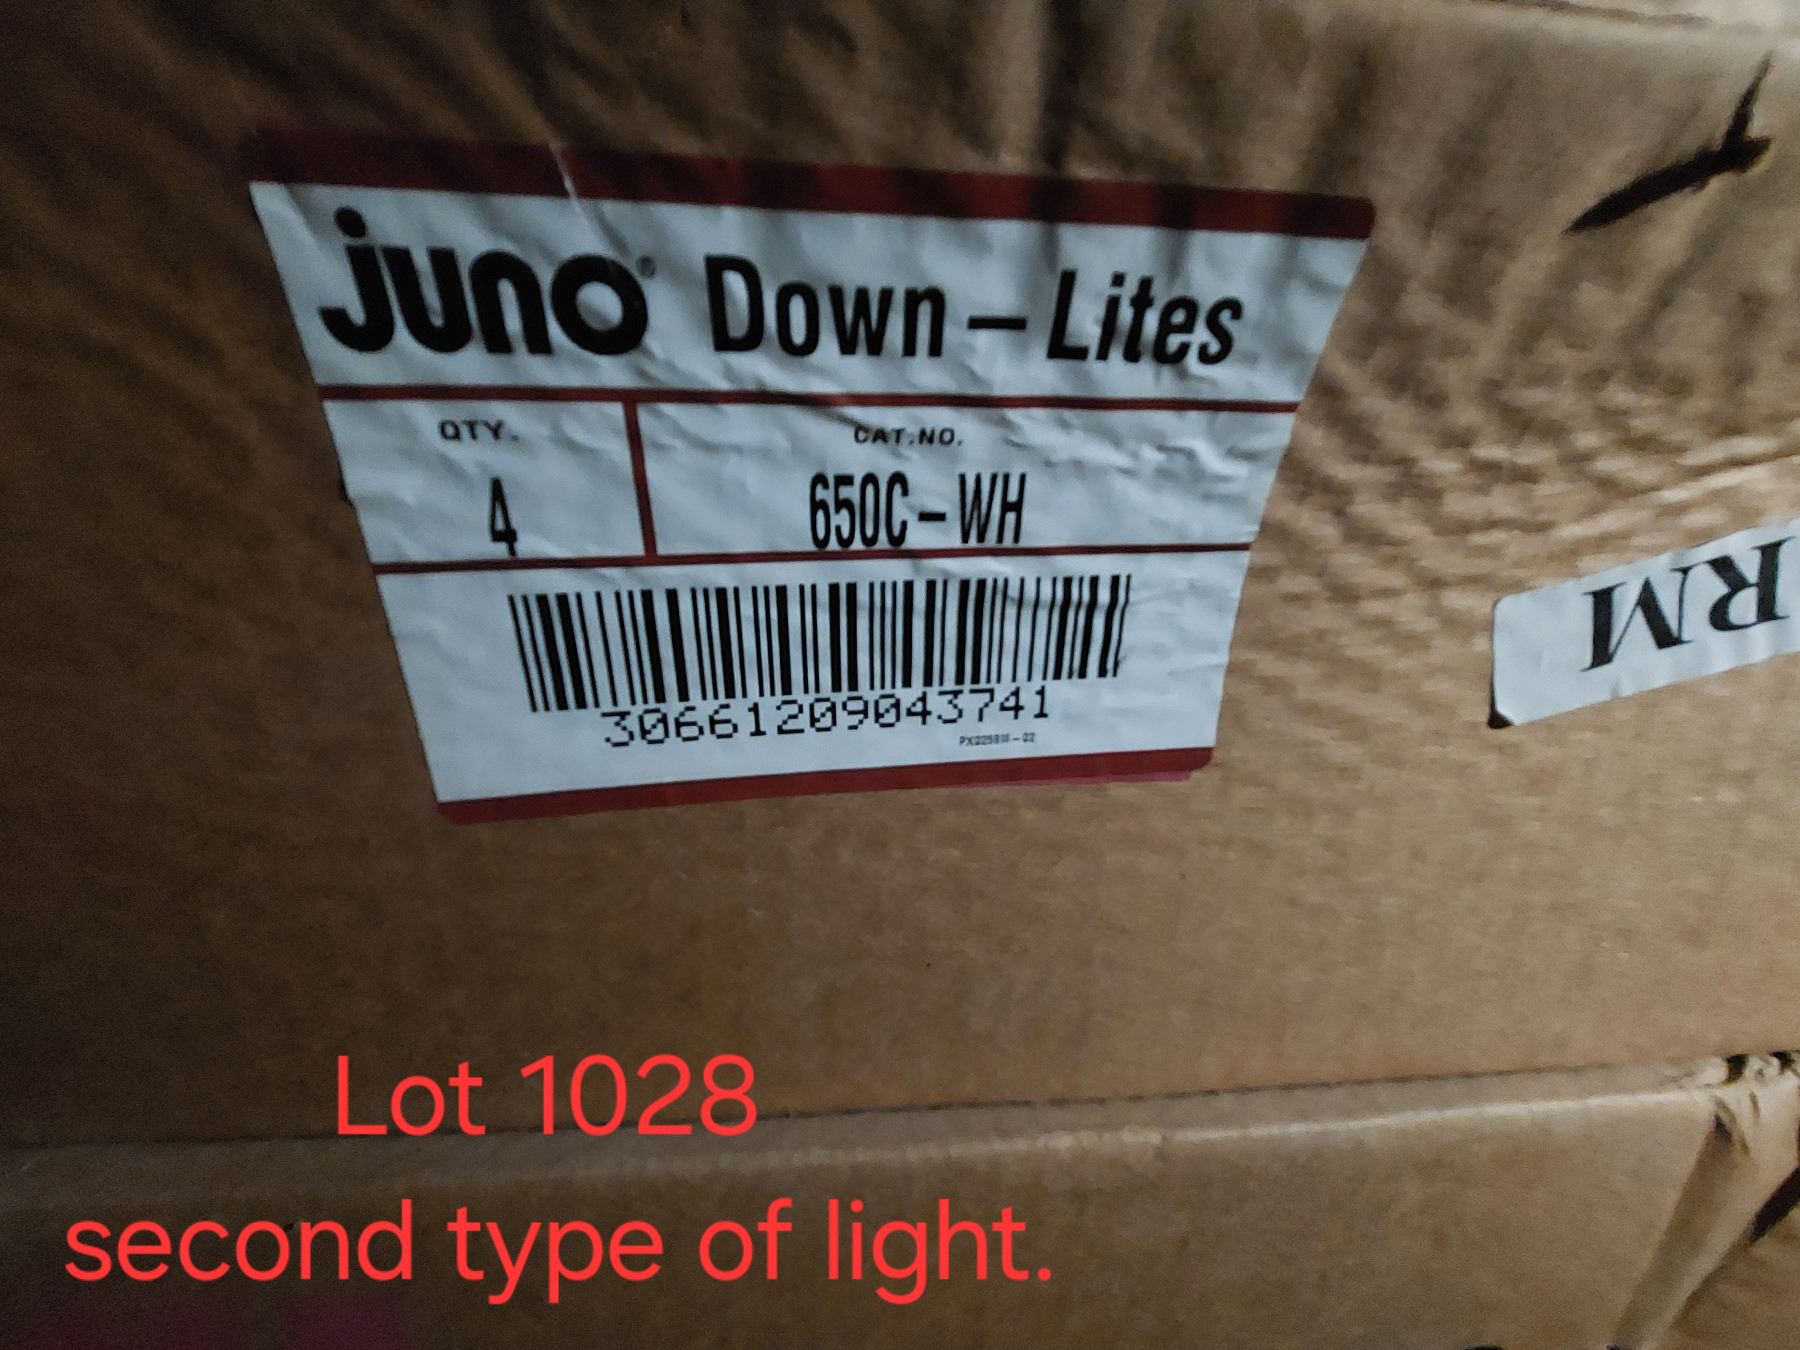 juno® Down-Lites
QTY.
CAT.NO.
4
650C-WH
30661209043741
RM
Lot 1028
second type of light.